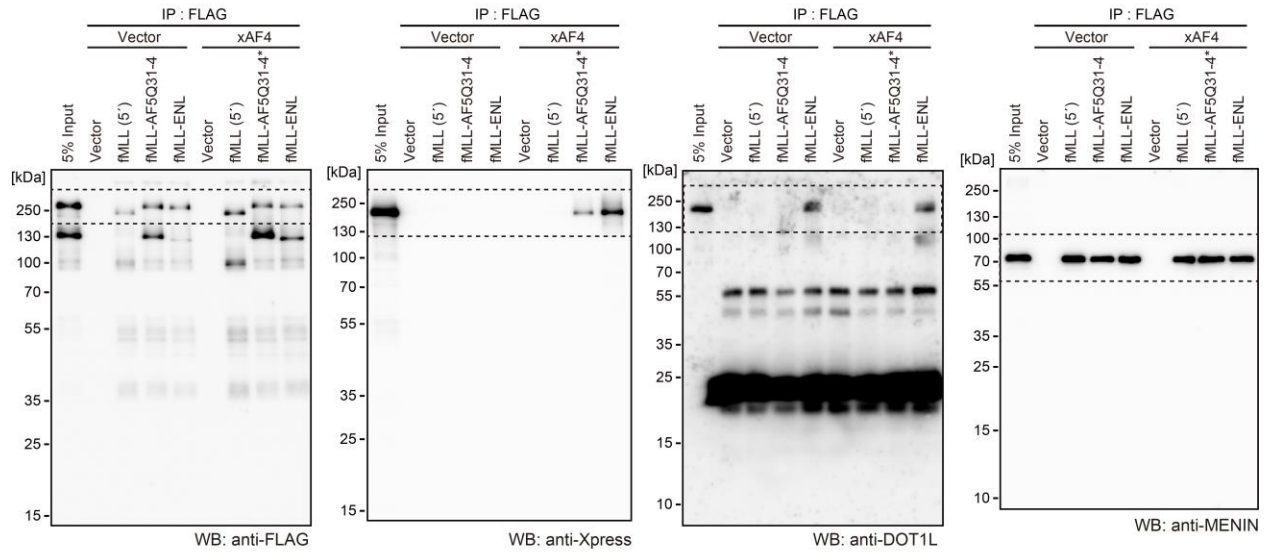 IP : FLAG
Vector xAF4
5% Input
Vector
fMLL (5´)
fMLL-AF5Q31-4
fMLL-ENL
Vector
fMLL (5´)
fMLL-AF5Q31-4*
fMLL-ENL
[kDa]
250
130
100
70
55
35
25
15
WB: anti-FLAG
IP : FLAG
Vector xAF4
5% Input
Vector
fMLL (5´)
fMLL-AF5Q31-4
fMLL-ENL
Vector
fMLL (5´)
fMLL-AF5Q31-4*
fMLL-ENL
[kDa]
250
130
100
70
55
35
25
15
WB: anti-Xpress
IP : FLAG
Vector xAF4
5% Input
Vector
fMLL (5´)
fMLL-AF5Q31-4
fMLL-ENL
Vector
fMLL (5´)
fMLL-AF5Q31-4*
fMLL-ENL
[kDa]
250
130
100
70
55
35
25
15
10
WB: anti-DOT1L
IP : FLAG
Vector xAF4
5% Input
Vector
fMLL (5´)
fMLL-AF5Q31-4
fMLL-ENL
Vector
fMLL (5´)
fMLL-AF5Q31-4*
fMLL-ENL
[kDa]
250
130
100
70
55
35
25
15
10
WB: anti-MENIN